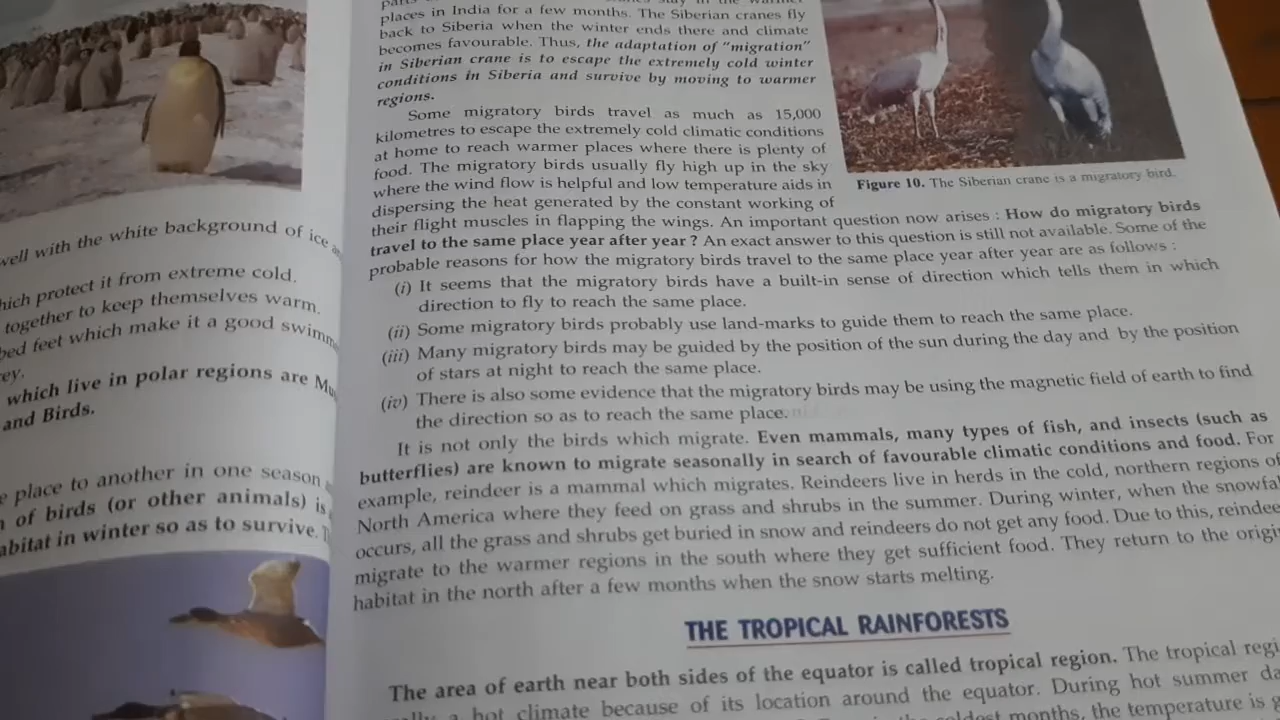 well with the white background of ice
which protect it from extreme cold.
together to keep themselves warm.
feet which make it a good
which live in polar regions are
and Birds.
place to another in one season
of birds (or other animals) is
habitat in winter so as to survive.
places in India for a few months. The Siberian cranes fly
back to Siberia when the winter ends there and climate
becomes favourable. Thus, the adaptation of "migration"
in Siberian crane is to escape the extremely cold winter
conditions in Siberia and survive by moving to warmer
regions.
Some migratory birds travel as much as 15,000
kilometres to escape the extremely cold climatic conditions
at home to reach warmer places where there is plenty of
food. The migratory birds usually fly high up in the sky
where the wind flow is helpful and low temperature aids in
dispersing the heat generated by the constant working of
their flight muscles in flapping the wings. An important question now arises : How do migratory birds
travel to the same place year after year ? An exact answer to this question is still not available. Some of the
probable reasons for how the migratory birds travel to the same place year after year are as follows :
(i) It seems that the migratory birds have a built-in sense of direction which tells them in which
direction to fly to reach the same place.
(ii) Some migratory birds probably use land-marks to guide them to reach the same place.
(iii) Many migratory birds may be guided by the position of the sun during the day and by the position
of stars at night to reach the same place.
(iv) There is also some evidence that the migratory birds may be using the magnetic field of earth to find
the direction so as to reach the same place.
It is not only the birds which migrate. Even mammals, many types of fish, and insects (such as
butterflies) are known to migrate seasonally in search of favourable climatic conditions and food. For
example, reindeer is a mammal which migrates. Reindeers live in herds in the cold, northern regions of
North America where they feed on grass and shrubs in the summer. During winter, when the
occurs, all the grass and shrubs get buried in snow and reindeers do not get any food. Due to this,
migrate to the warmer regions in the south where they get sufficient food. They return to the
habitat in the north after a few months when the snow starts melting.
Figure 10. The Siberian crane is a migratory bird.
THE TROPICAL RAINFORESTS
The area of earth near both sides of the equator is called tropical region. The tropical
a hot climate because of its location around the equator. During hot summer
coldest months, the temperature is